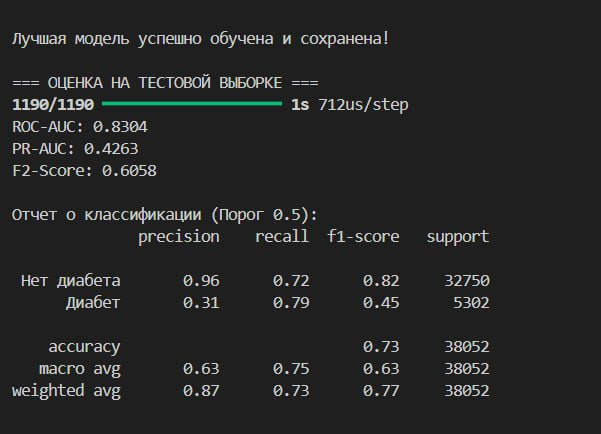 Лучшая модель успешно обучена и сохранена!
=== ОЦЕНКА НА ТЕСТОВОЙ ВЫБОРКЕ ===
1190/1190 ━━━━━━━━━━━━━━━━━━━━ 1s 712us/step
ROC-AUC: 0.8304
PR-AUC: 0.4263
F2-Score: 0.6058
Отчет о классификации (Порог 0.5):
precision recall f1-score support
Нет диабета 0.96 0.72 0.82 32750
Диабет 0.31 0.79 0.45 5302
accuracy 0.73 38052
macro avg 0.63 0.75 0.63 38052
weighted avg 0.87 0.73 0.77 38052